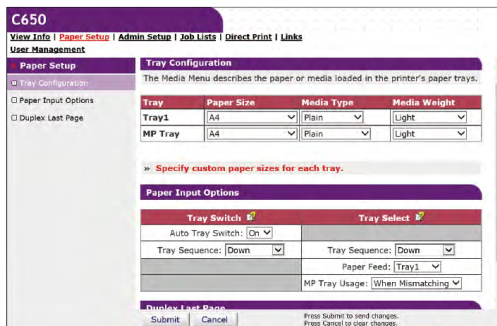 C650
View Info | Paper Setup | Admin Setup | Job Lists | Direct Print | Links
User Management
Paper Setup
Tray Configuration
Paper Input Options
Duplex Last Page
Tray Configuration
The Media Menu describes the paper or media loaded in the printer's paper trays.
Tray Paper Size Media Type Media Weight
Tray1 A4 Plain Light
MP Tray A4 Plain Light
» Specify custom paper sizes for each tray.
Paper Input Options
Tray Switch Tray Select
Auto Tray Switch: On
Tray Sequence: Down Tray Sequence: Down
Paper Feed: Tray1
MP Tray Usage: When Mismatching
Duplex Last Page
Submit Cancel Press Submit to send changes.
Press Cancel to clear changes.